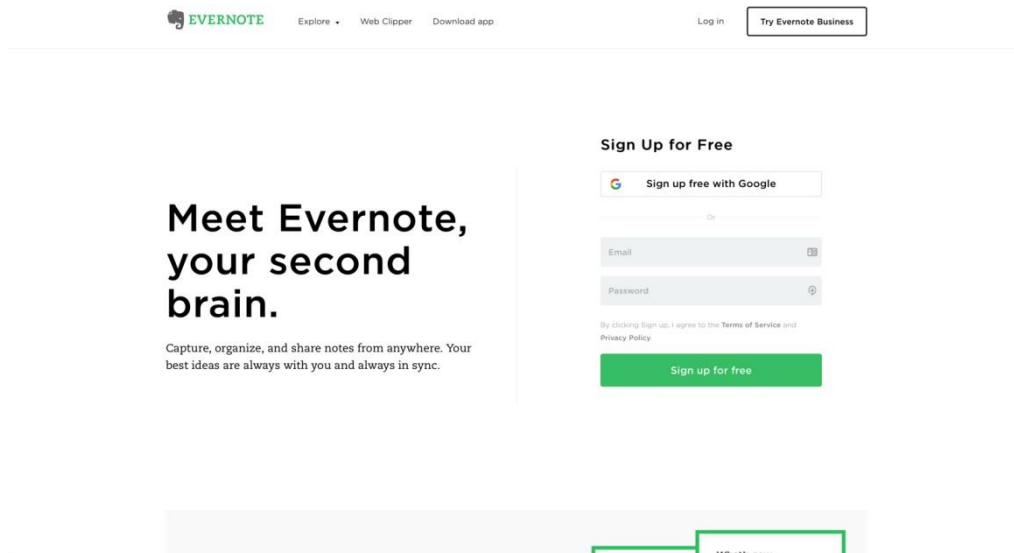 EVERNOTE
Explore
Web Clipper
Download app
Log in
Try Evernote Business
Meet Evernote,
your second
brain.
Capture, organize, and share notes from anywhere. Your
best ideas are always with you and always in sync.
Sign Up for Free
Sign up free with Google
Or
Email
Password
By clicking Sign up, I agree to the Terms of Service and
Privacy Policy.
Sign up for free